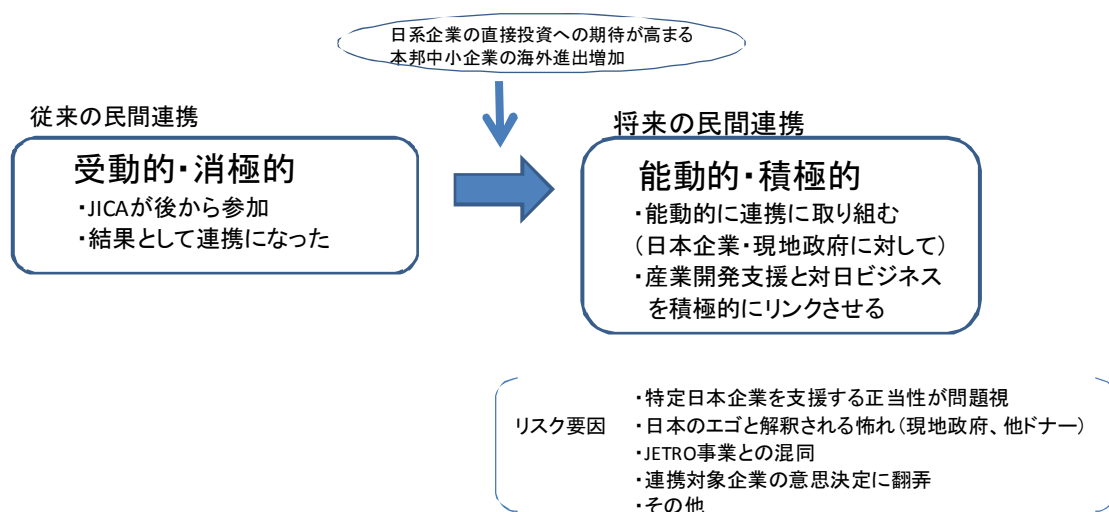 日系企業の直接投資への期待が高まる
本邦中小企業の海外進出増加
従来の民間連携
受動的・消極的
・JICAが後から参加
・結果として連携になった
将来の民間連携
能動的・積極的
・能動的に連携に取り組む
（日本企業・現地政府に対して）
・産業開発支援と対日ビジネス
を積極的にリンクさせる
リスク要因
・特定日本企業を支援する正当性が問題視
・日本のエゴと解釈される怖れ（現地政府、他ドナー）
・JETRO事業との混同
・連携対象企業の意思決定に翻弄
・その他